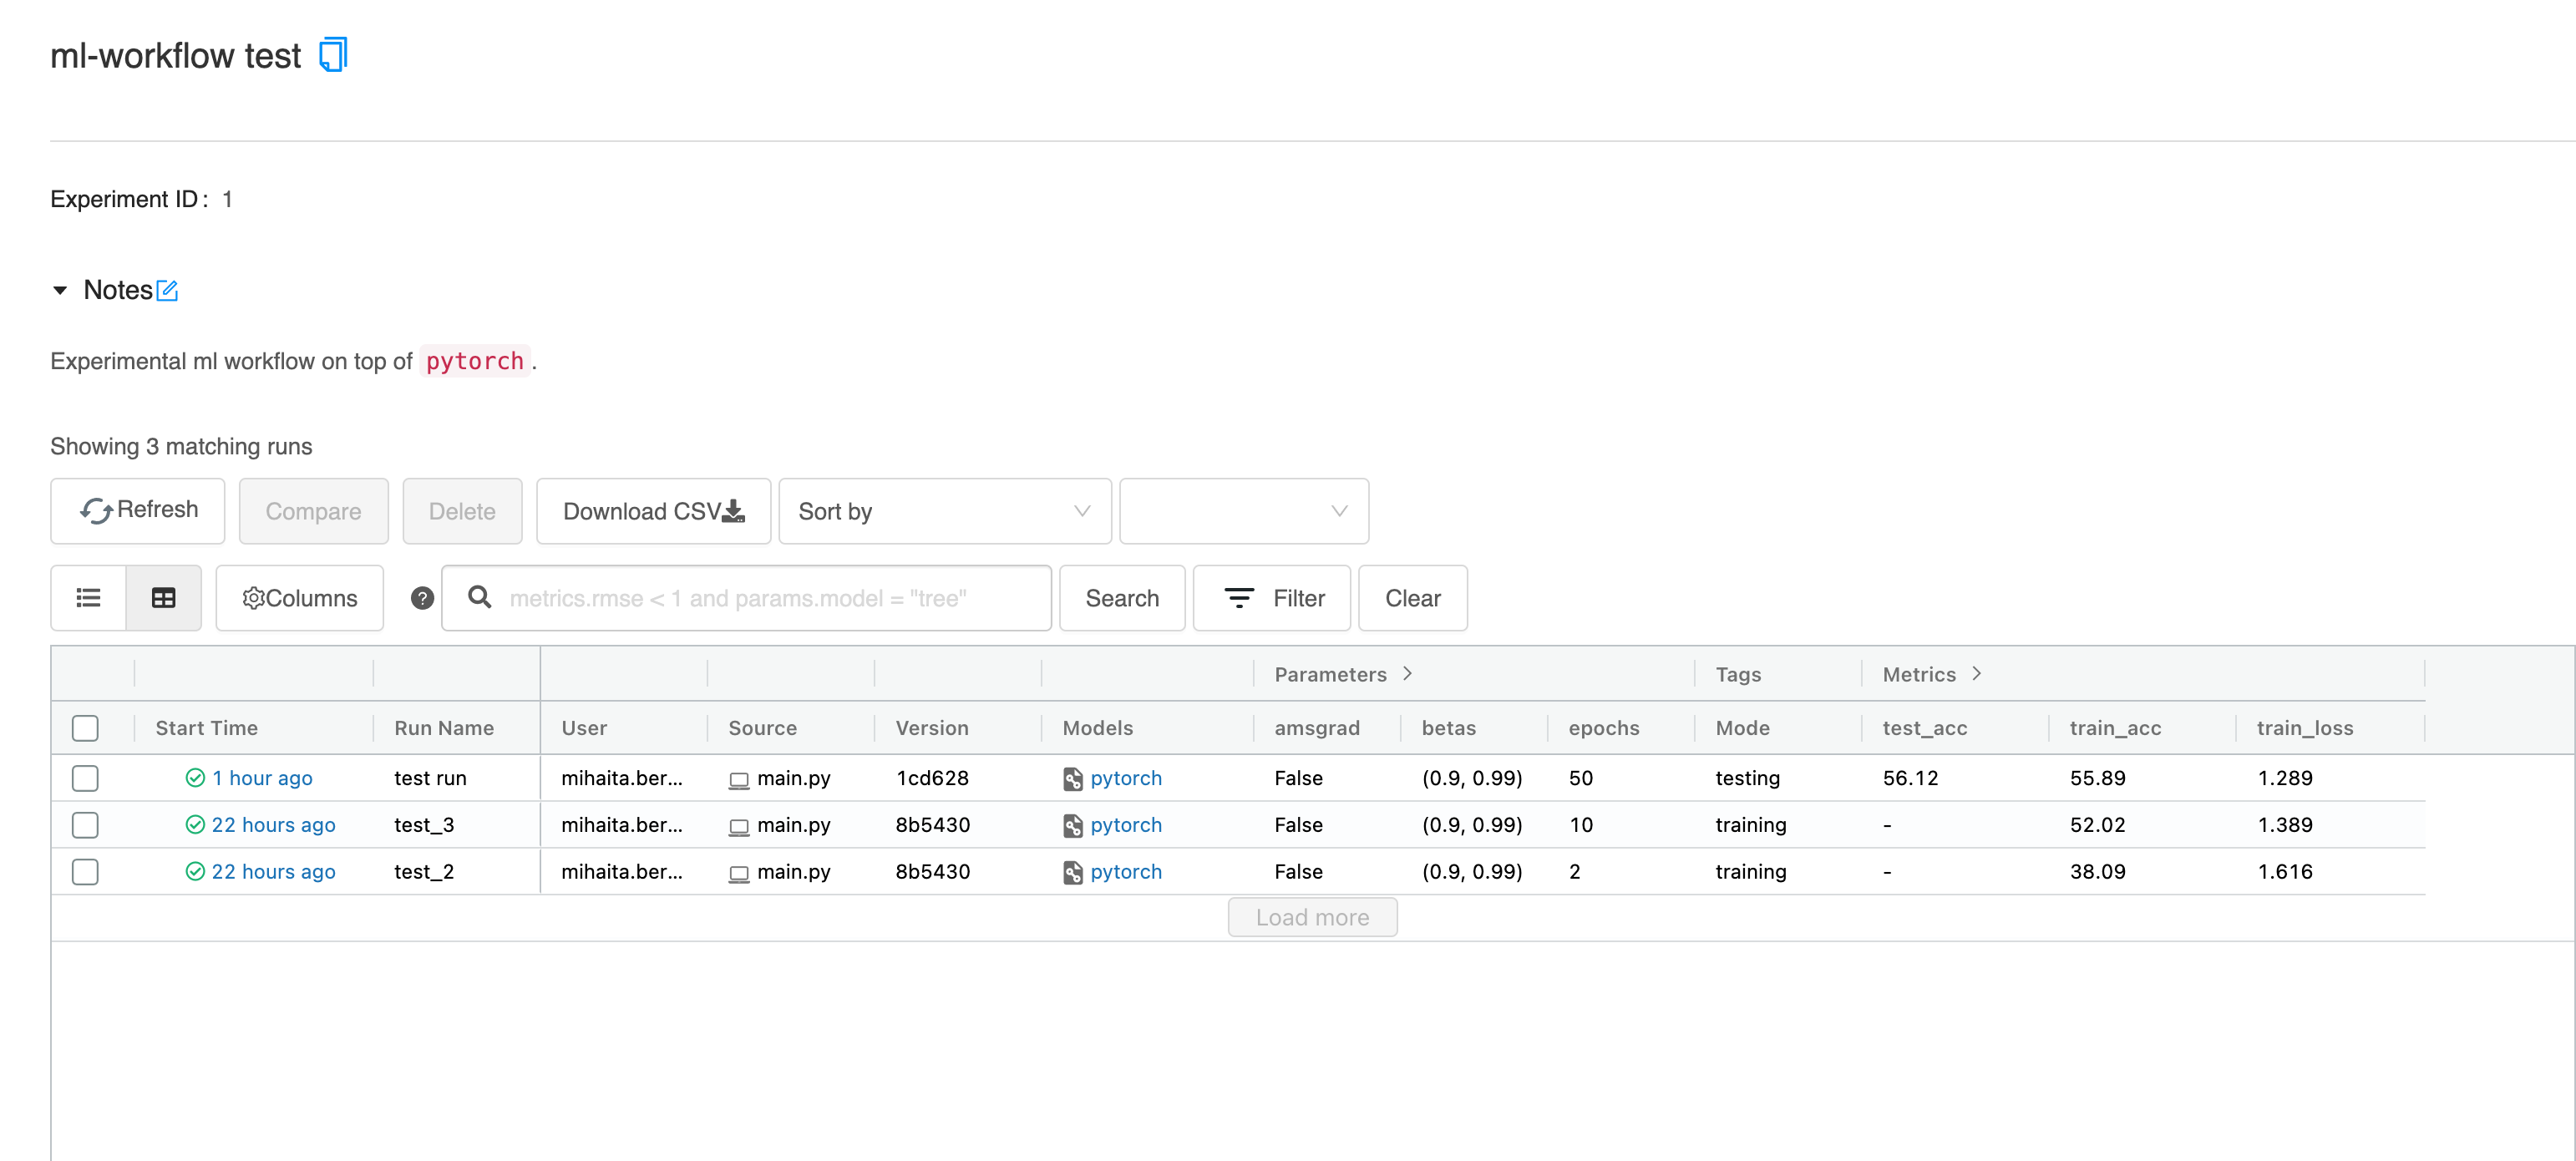 ml-workflow test
Experiment ID: 1
Notes
Experimental ml workflow on top of pytorch.
Showing 3 matching runs
Refresh Compare Delete Download CSV Sort by
Columns ? metrics.rmse < 1 and params.model = "tree" Search Filter Clear
Parameters > Tags Metrics >
Start Time Run Name User Source Version Models amsgrad betas epochs Mode test_acc train_acc train_loss
1 hour ago test run mihaita.ber... main.py 1cd628 pytorch False (0.9, 0.99) 50 testing 56.12 55.89 1.289
22 hours ago test_3 mihaita.ber... main.py 8b5430 pytorch False (0.9, 0.99) 10 training - 52.02 1.389
22 hours ago test_2 mihaita.ber... main.py 8b5430 pytorch False (0.9, 0.99) 2 training - 38.09 1.616
Load more